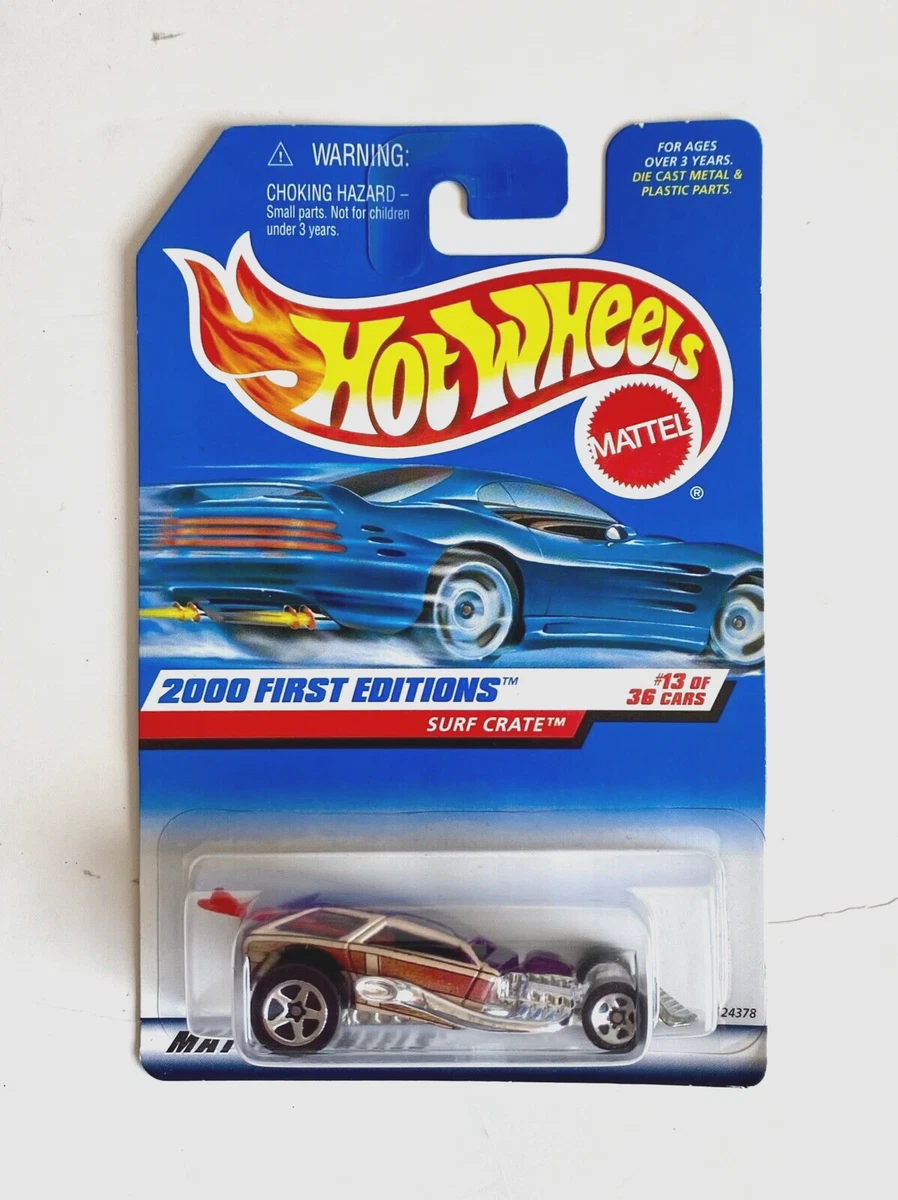 WARNING:
CHOKING HAZARD –
Small parts. Not for children
under 3 years.
FOR AGES
OVER 3 YEARS.
DIE CAST METAL &
PLASTIC PARTS.
HOT WHEELS
MATTEL
®
2000 FIRST EDITIONS™
#13 OF
36 CARS
SURF CRATE™
24378